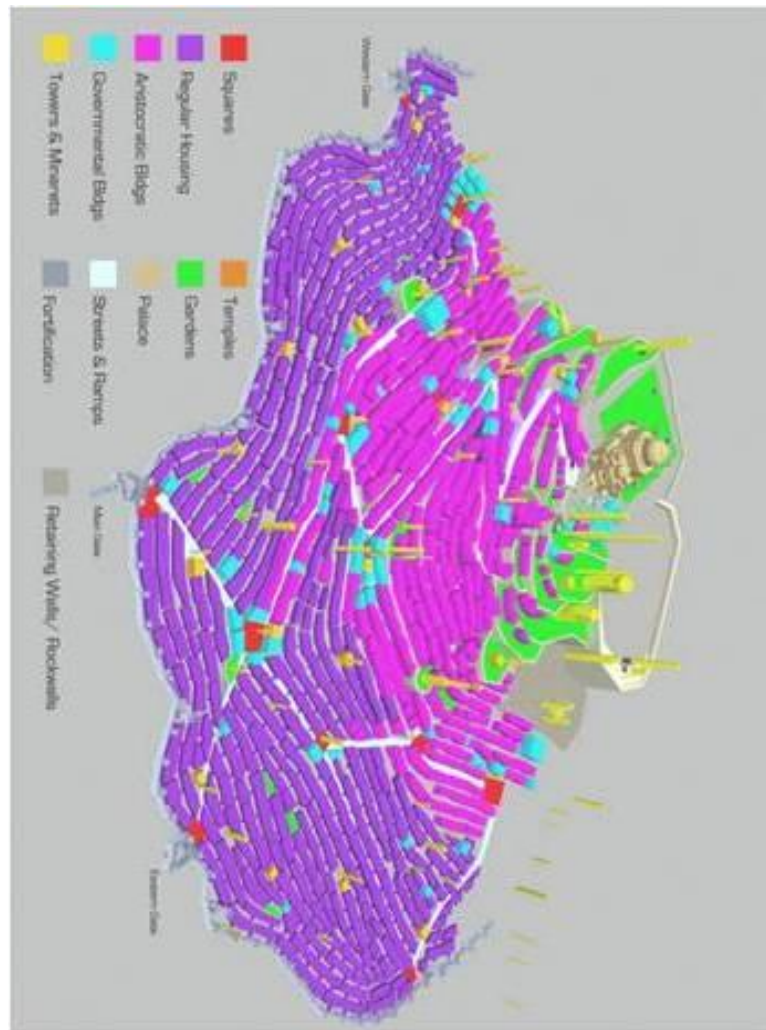 Western Gate
Squares
Regular Housing
Aristocratic Bldgs
Governmental Bldgs
Towers & Minarets
Temples
Gardens
Palace
Streets & Ramps
Fortification
Retaining Walls/ Rockwalls
Main Gate
Eastern Gate